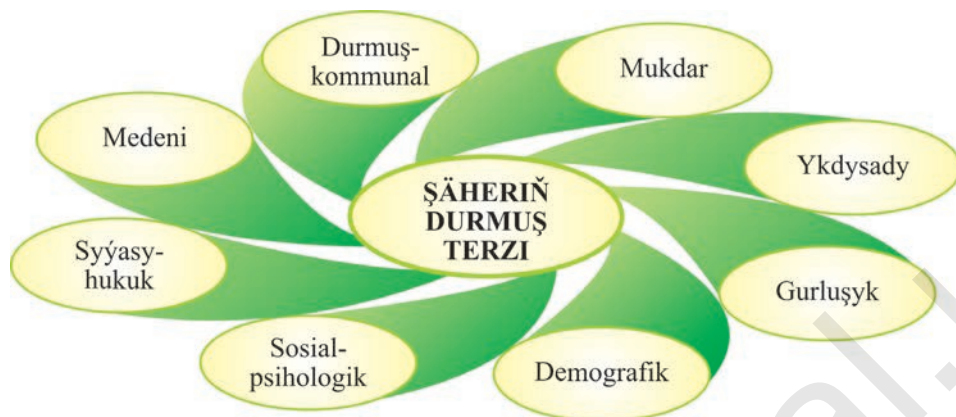 Durmuş-
kommunal
Mukdar
Medeni
Ykdysady
ŞÄHERIŇ
DURMUŞ
TERZI
Syýasy-
hukuk
Gurluşyk
Sosial-
psihologik
Demografik